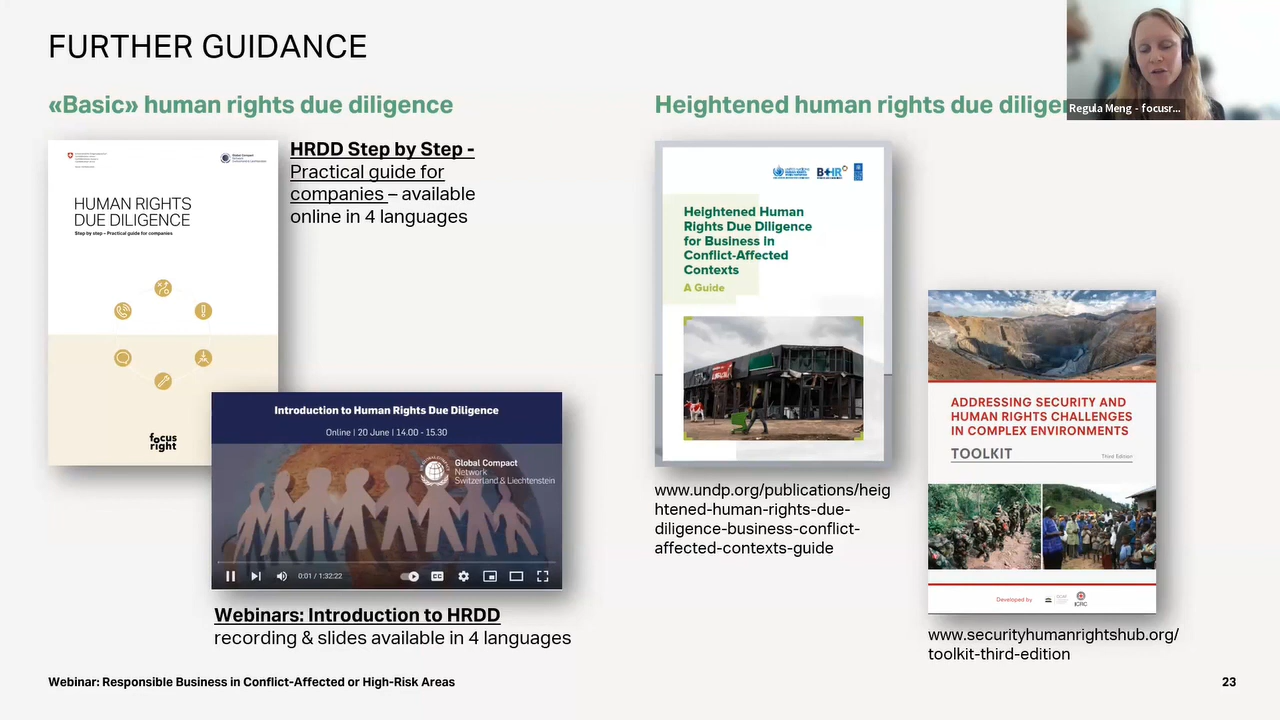 FURTHER GUIDANCE
«Basic» human rights due diligence
HUMAN RIGHTS
DUE DILIGENCE
Step by step – Practical guide for companies
focus
right
HRDD Step by Step -
Practical guide for
companies – available
online in 4 languages
Introduction to Human Rights Due Diligence
Online | 20 June | 14.00 - 15.30
Global Compact
Network
Switzerland & Liechtenstein
0:01 / 1:32:22
Webinars: Introduction to HRDD
recording & slides available in 4 languages
Heightened human rights due diliger
Regula Meng - focusr...
B+HR
Heightened Human
Rights Due Diligence
for Business in
Conflict-Affected
Contexts
A Guide
www.undp.org/publications/heig
htened-human-rights-due-
diligence-business-conflict-
affected-contexts-guide
ADDRESSING SECURITY AND
HUMAN RIGHTS CHALLENGES
IN COMPLEX ENVIRONMENTS
TOOLKIT
Third Edition
Developed by
ICRC
www.securityhumanrightshub.org/
toolkit-third-edition
Webinar: Responsible Business in Conflict-Affected or High-Risk Areas
23